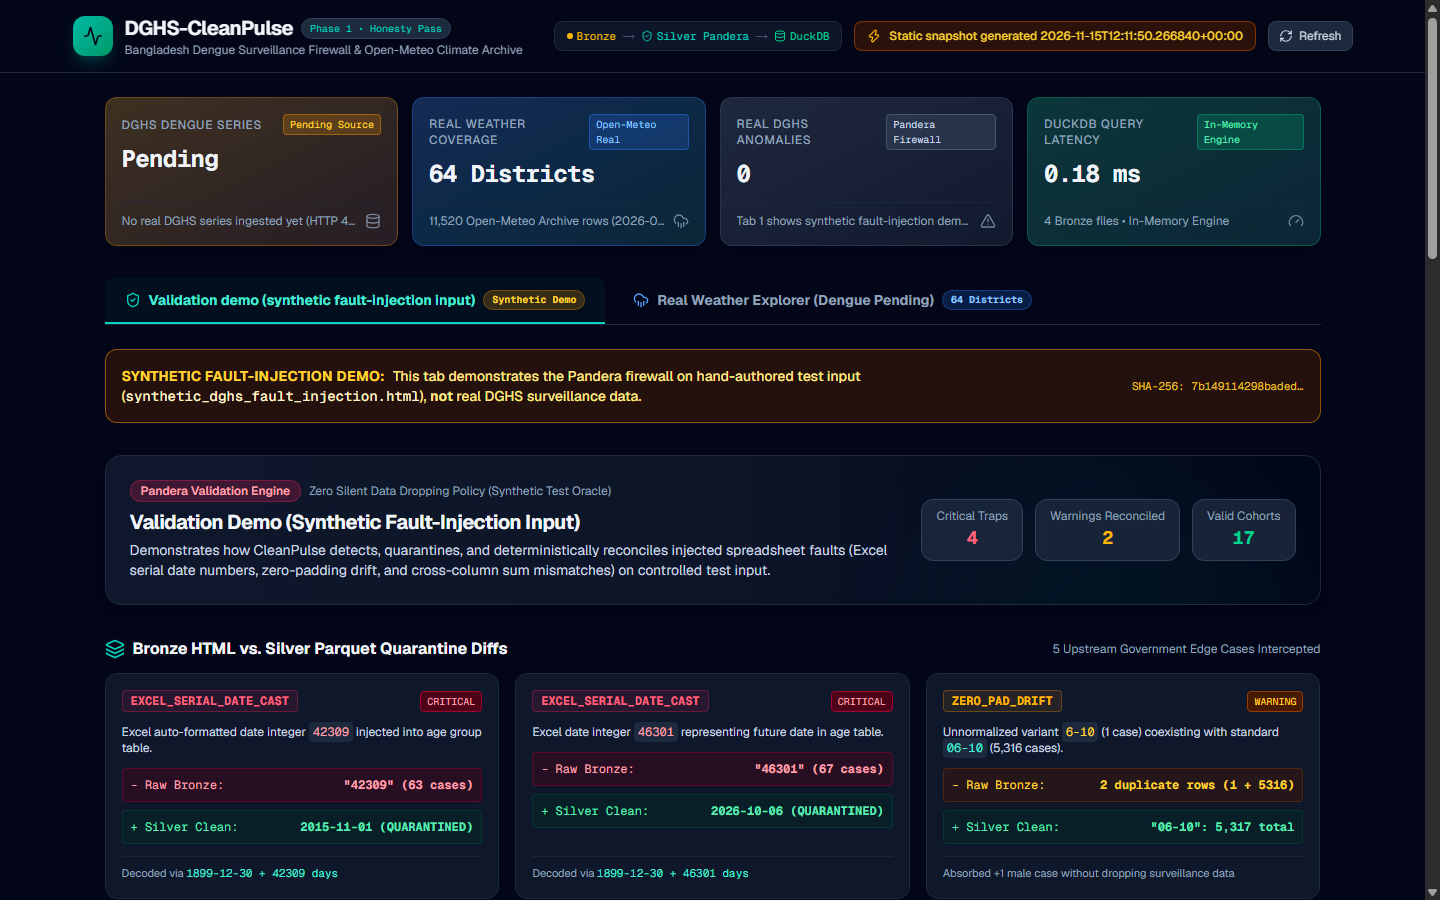 DGHS-CleanPulse
Phase 1 • Honesty Pass
Bangladesh Dengue Surveillance Firewall & Open-Meteo Climate Archive
Bronze → Silver Pandera → DuckDB
Static snapshot generated 2026-11-15T12:11:50.266840+00:00
Refresh
DGHS DENGUE SERIES
Pending Source
Pending
No real DGHS series ingested yet (HTTP 4…
REAL WEATHER
COVERAGE
Open-Meteo
Real
64 Districts
11,520 Open-Meteo Archive rows (2026-0…
REAL DGHS
ANOMALIES
Pandera
Firewall
0
Tab 1 shows synthetic fault-injection dem…
DUCKDB QUERY
LATENCY
In-Memory
Engine
0.18 ms
4 Bronze files • In-Memory Engine
Validation demo (synthetic fault-injection input)
Synthetic Demo
Real Weather Explorer (Dengue Pending)
64 Districts
SYNTHETIC FAULT-INJECTION DEMO: This tab demonstrates the Pandera firewall on hand-authored test input
(synthetic_dghs_fault_injection.html), not real DGHS surveillance data.
SHA-256: 7b149114298baded…
Pandera Validation Engine
Zero Silent Data Dropping Policy (Synthetic Test Oracle)
Validation Demo (Synthetic Fault-Injection Input)
Demonstrates how CleanPulse detects, quarantines, and deterministically reconciles injected spreadsheet faults (Excel
serial date numbers, zero-padding drift, and cross-column sum mismatches) on controlled test input.
Critical Traps
4
Warnings Reconciled
2
Valid Cohorts
17
Bronze HTML vs. Silver Parquet Quarantine Diffs
5 Upstream Government Edge Cases Intercepted
EXCEL_SERIAL_DATE_CAST
CRITICAL
Excel auto-formatted date integer 42309 injected into age group
table.
- Raw Bronze: "42309" (63 cases)
+ Silver Clean: 2015-11-01 (QUARANTINED)
Decoded via 1899-12-30 + 42309 days
EXCEL_SERIAL_DATE_CAST
CRITICAL
Excel date integer 46301 representing future date in age table.
- Raw Bronze: "46301" (67 cases)
+ Silver Clean: 2026-10-06 (QUARANTINED)
Decoded via 1899-12-30 + 46301 days
ZERO_PAD_DRIFT
WARNING
Unnormalized variant 6-10 (1 case) coexisting with standard
06-10 (5,316 cases).
- Raw Bronze: 2 duplicate rows (1 + 5316)
+ Silver Clean: "06-10": 5,317 total
Absorbed +1 male case without dropping surveillance data